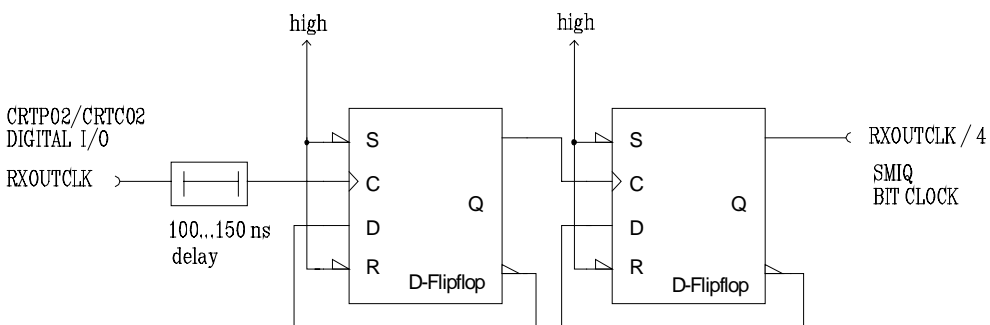 high
high
CRTP02/CRTC02
DIGITAL I/O
RXOUTCLK
100...150 ns
delay
S
C
Q
D
R
D-Flipflop
S
C
Q
D
R
D-Flipflop
RXOUTCLK / 4
SMIQ
BIT CLOCK